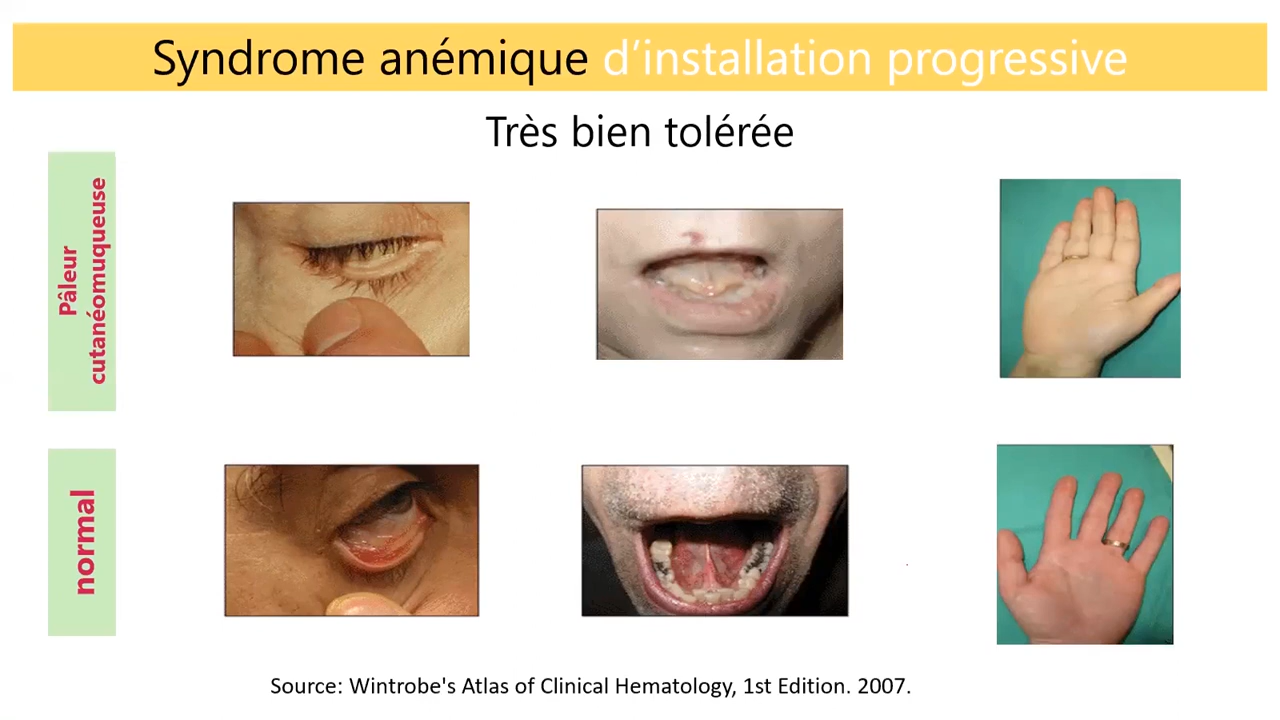 Syndrome anémique d’installation progressive
Très bien tolérée
Pâleur
cutanéomuqueuse
normal
Source: Wintrobe's Atlas of Clinical Hematology, 1st Edition. 2007.